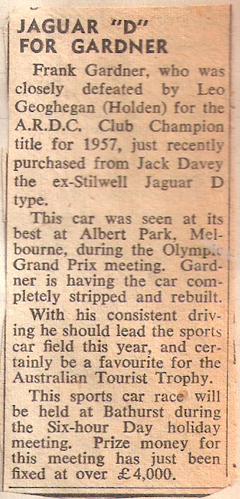 JAGUAR "D"
FOR GARDNER
Frank Gardner, who was
closely defeated by Leo
Geoghegan (Holden) for the
A.R.D.C. Club Champion
title for 1957, just recently
purchased from Jack Davey
the ex-Stilwell Jaguar D
type.
This car was seen at its
best at Albert Park, Mel-
bourne, during the Olympic
Grand Prix meeting. Gard-
ner is having the car com-
pletely stripped and rebuilt.
With his consistent driv-
ing he should lead the sports
car field this year, and cer-
tainly be a favourite for the
Australian Tourist Trophy.
This sports car race will
be held at Bathurst during
the Six-hour Day holiday
meeting. Prize money for
this meeting has just been
fixed at over £4,000.